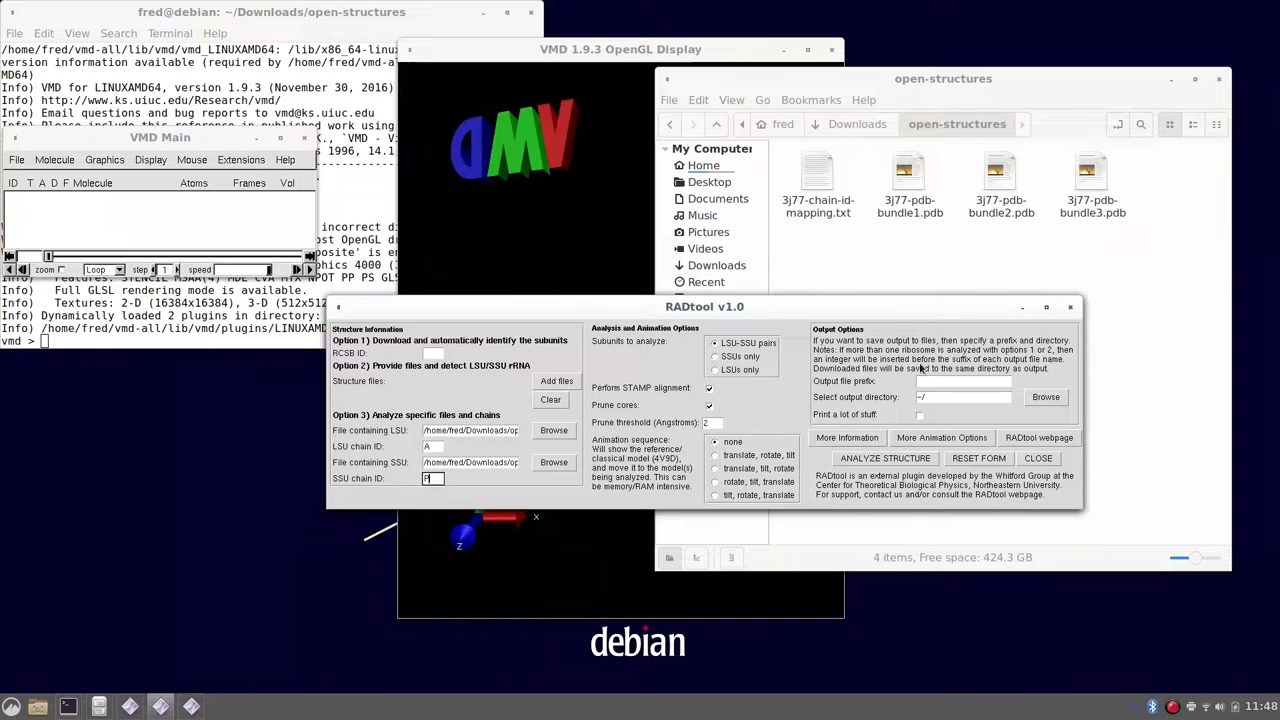 fred@debian: ~/Downloads/open-structures
File Edit View Search Terminal Help
/home/fred/vmd-all/lib/vmd/vmd_LINUXAMD64: /lib/x86_64-linu
version information available (required by /home/fred/vmd-a
MD64)
Info) VMD for LINUXAMD64, version 1.9.3 (November 30, 2016)
Info) http://www.ks.uiuc.edu/Research/vmd/
Info) Email questions and bug reports to vmd@ks.uiuc.edu
Info) Please include this reference in published work using
VMD Main
File Molecule Graphics Display Mouse Extensions Help
ID T A D F Molecule Atoms Frames Vol
zoom Loop step 1 speed
Info) Full GLSL rendering mode is available.
Info) Textures: 2-D (16384x16384), 3-D (512x512
Info) Dynamically loaded 2 plugins in directory:
Info) /home/fred/vmd-all/lib/vmd/plugins/LINUXAM
vmd >
VMD 1.9.3 OpenGL Display
VMD
X
Z
open-structures
File Edit View Go Bookmarks Help
fred Downloads open-structures
My Computer
Home
Desktop
Documents
Music
Pictures
Videos
Downloads
Recent
3j77-chain-id-
mapping.txt
3j77-pdb-
bundle1.pdb
3j77-pdb-
bundle2.pdb
3j77-pdb-
bundle3.pdb
4 items, Free space: 424.3 GB
RADtool v1.0
Structure Information
Option 1) Download and automatically identify the subunits
RCSB ID:
Option 2) Provide files and detect LSU/SSU rRNA
Structure files: Add files
Clear
Option 3) Analyze specific files and chains
File containing LSU: /home/fred/Downloads/op Browse
LSU chain ID: A
File containing SSU: /home/fred/Downloads/op Browse
SSU chain ID:
Analysis and Animation Options
Subunits to analyze: LSU-SSU pairs
SSUs only
LSUs only
Perform STAMP alignment:
Prune cores:
Prune threshold (Angstroms): 2
Animation sequence:
Will show the reference/
classical model (4V9D),
and move it to the model(s)
being analyzed. This can
be memory/RAM intensive.
none
translate, rotate, tilt
translate, tilt, rotate
rotate, tilt, translate
tilt, rotate, translate
Output Options
If you want to save output to files, then specify a prefix and directory.
Notes: If more than one ribosome is analyzed with options 1 or 2, then
an integer will be inserted before the suffix of each output file name.
Downloaded files will be saved to the same directory as output.
Output file prefix:
Select output directory: ~/ Browse
Print a lot of stuff:
More Information More Animation Options RADtool webpage
ANALYZE STRUCTURE RESET FORM CLOSE
RADtool is an external plugin developed by the Whitford Group at the
Center for Theoretical Biological Physics, Northeastern University.
For support, contact us and/or consult the RADtool webpage.
debian
11:48